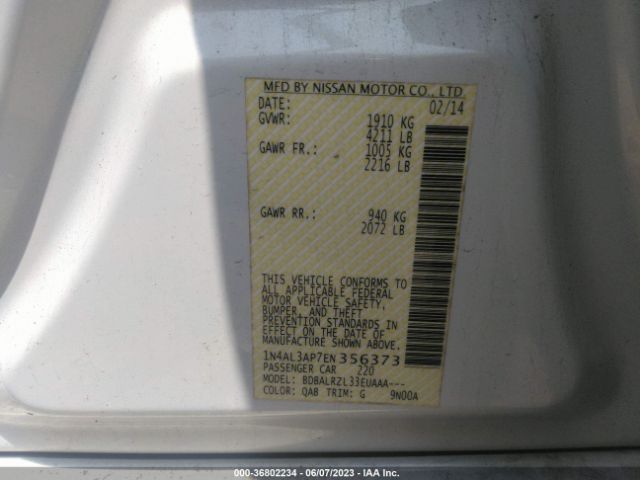 MFD BY NISSAN MOTOR CO., LTD.
DATE: 02/14
GVWR: 1910 KG
4211 LB
GAWR FR.: 1005 KG
2216 LB
GAWR RR.: 940 KG
2072 LB
THIS VEHICLE CONFORMS TO
ALL APPLICABLE FEDERAL
MOTOR VEHICLE SAFETY,
BUMPER, AND THEFT
PREVENTION STANDARDS IN
EFFECT ON THE DATE OF
MANUFACTURE SHOWN ABOVE.
1N4AL3AP7EN356373
PASSENGER CAR 220
MODEL: BDBALRZL33EUAAA---
COLOR: QAB TRIM: G 9N00A
000-36802234 - 06/07/2023 - IAA Inc.